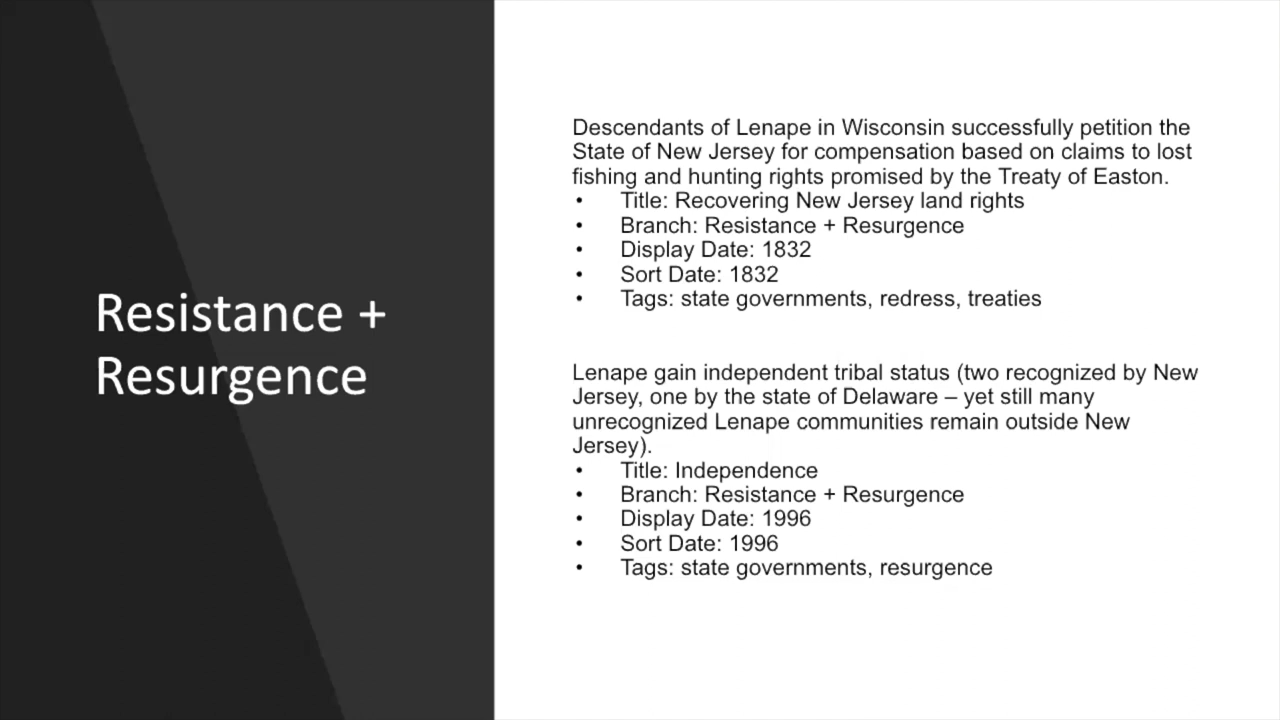 Resistance +
Resurgence
Descendants of Lenape in Wisconsin successfully petition the
State of New Jersey for compensation based on claims to lost
fishing and hunting rights promised by the Treaty of Easton.
• Title: Recovering New Jersey land rights
• Branch: Resistance + Resurgence
• Display Date: 1832
• Sort Date: 1832
• Tags: state governments, redress, treaties
Lenape gain independent tribal status (two recognized by New
Jersey, one by the state of Delaware – yet still many
unrecognized Lenape communities remain outside New
Jersey).
• Title: Independence
• Branch: Resistance + Resurgence
• Display Date: 1996
• Sort Date: 1996
• Tags: state governments, resurgence